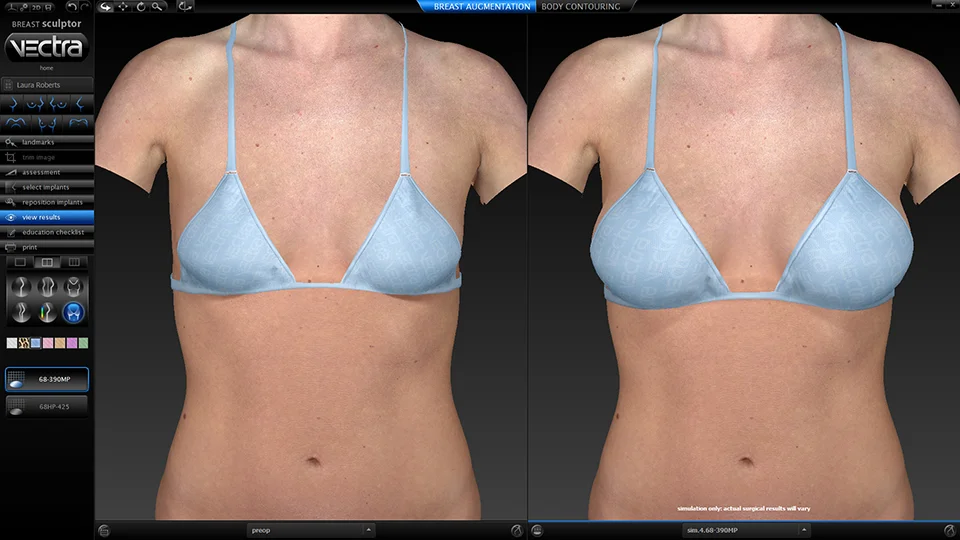 2D
BREAST AUGMENTATION
BODY CONTOURING
BREAST sculptor
vectra
home
Laura Roberts
landmarks
trim image
assessment
select implants
reposition implants
view results
education checklist
print
68-390MP
68HP-425
simulation only: actual surgical results will vary
preop
sim.4.68-390MP